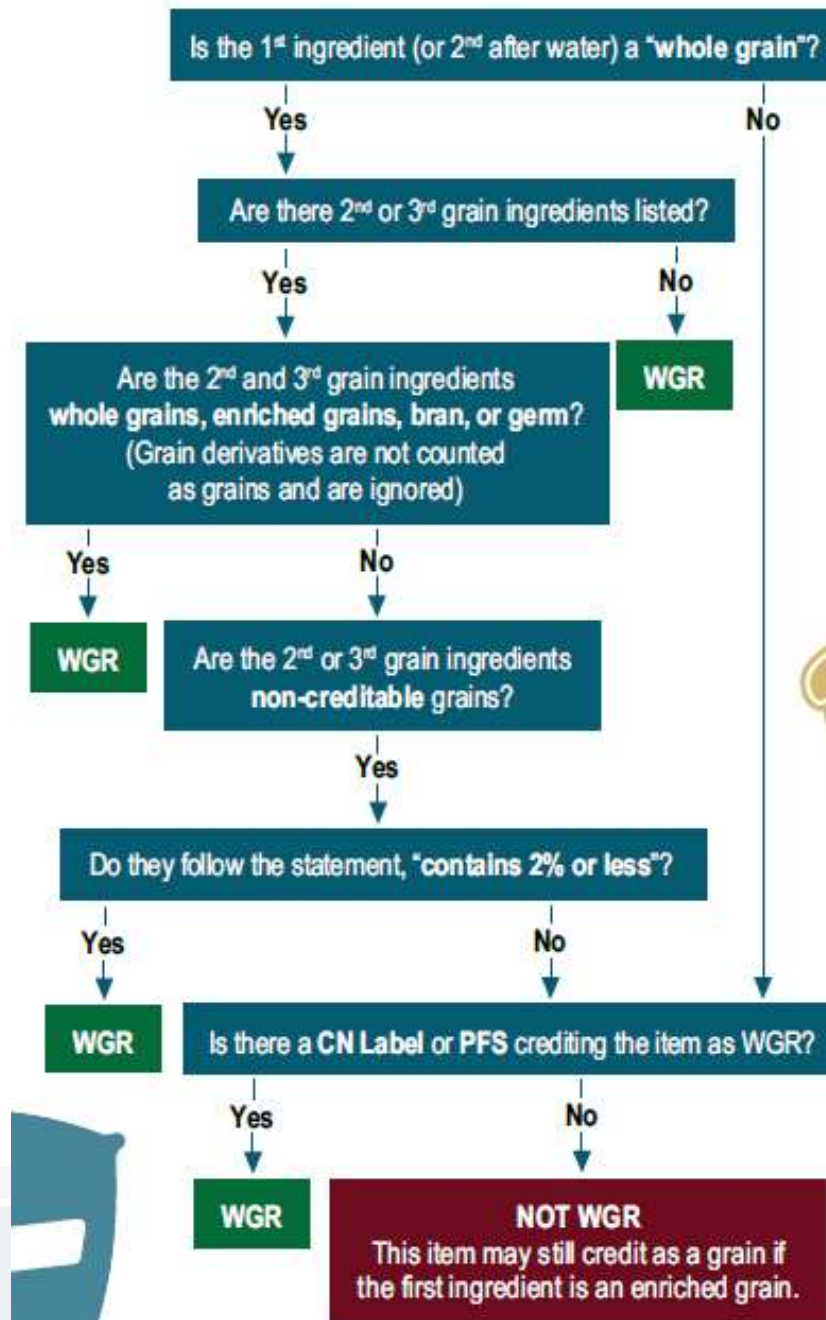 Is the 1st ingredient (or 2nd after water) a “whole grain”?
Yes
No
Are there 2nd or 3rd grain ingredients listed?
Yes
No
Are the 2nd and 3rd grain ingredients
whole grains, enriched grains, bran, or germ?
(Grain derivatives are not counted
as grains and are ignored)
WGR
Yes
No
WGR
Are the 2nd or 3rd grain ingredients
non-creditable grains?
Yes
Do they follow the statement, “contains 2% or less”?
Yes
No
WGR
Is there a CN Label or PFS crediting the item as WGR?
Yes
No
WGR
NOT WGR
This item may still credit as a grain if
the first ingredient is an enriched grain.